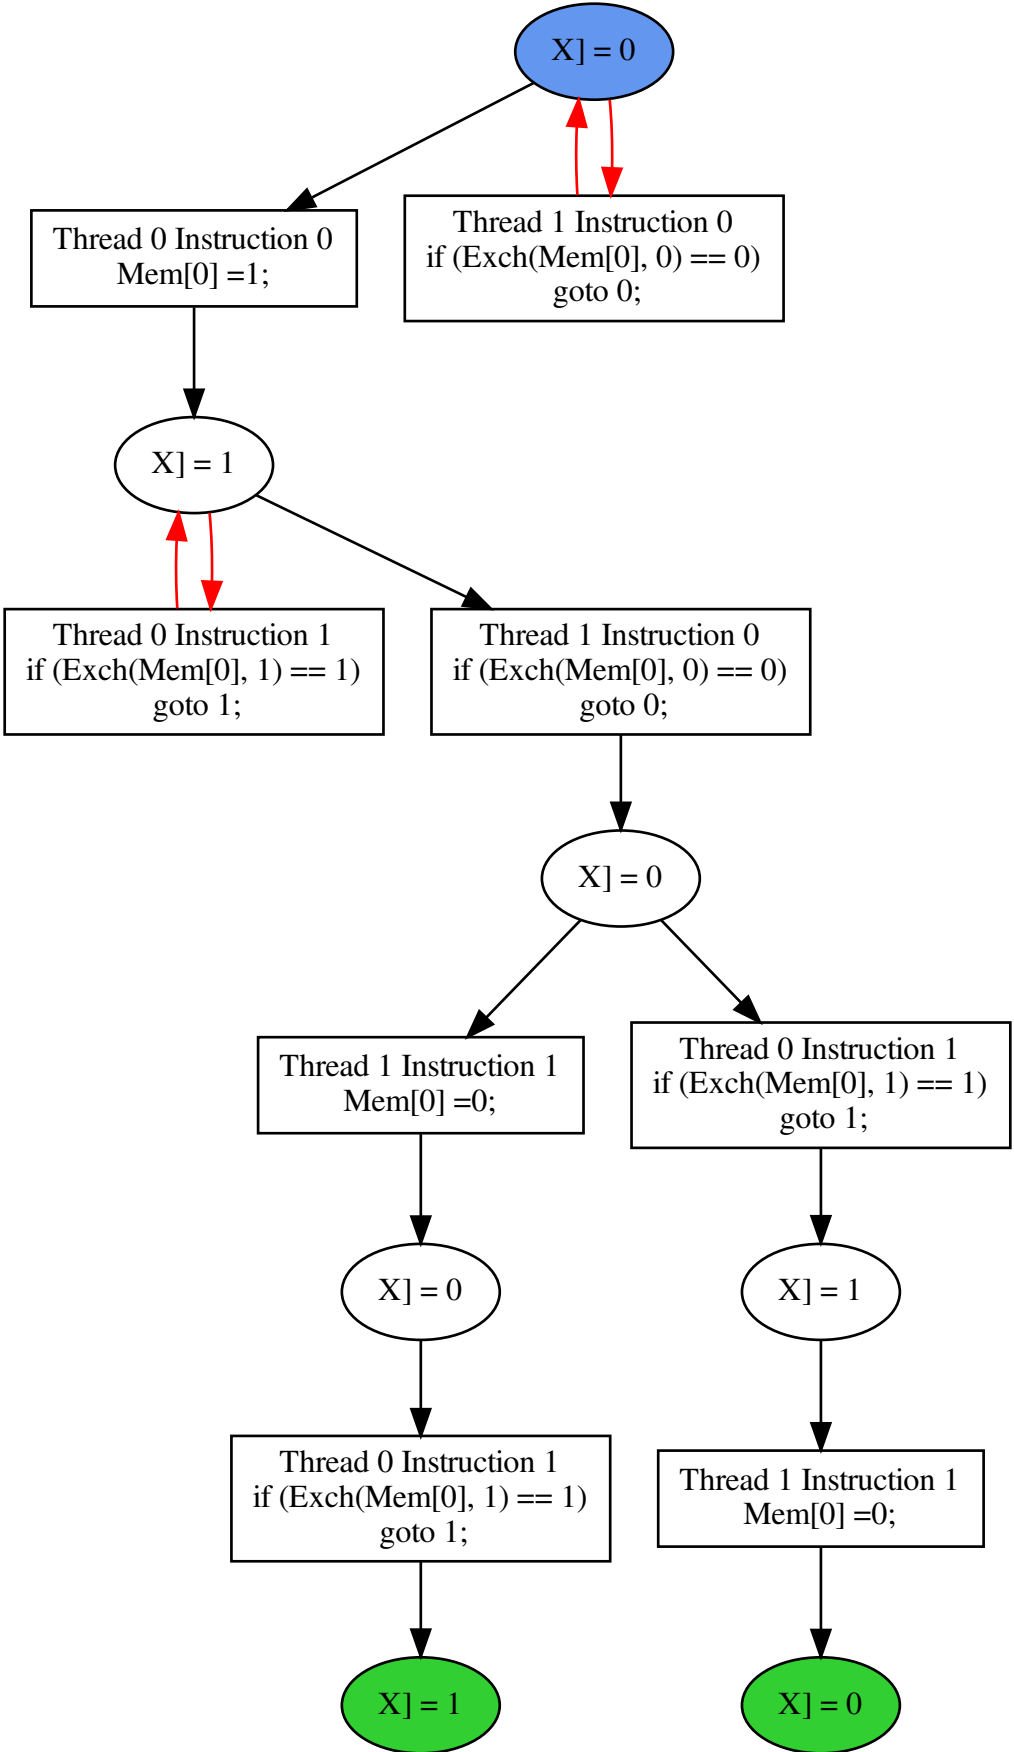 X] = 0
Thread 0 Instruction 0
Mem[0] =1;
Thread 1 Instruction 0
if (Exch(Mem[0], 0) == 0)
goto 0;
X] = 1
Thread 0 Instruction 1
if (Exch(Mem[0], 1) == 1)
goto 1;
Thread 1 Instruction 0
if (Exch(Mem[0], 0) == 0)
goto 0;
X] = 0
Thread 1 Instruction 1
Mem[0] =0;
Thread 0 Instruction 1
if (Exch(Mem[0], 1) == 1)
goto 1;
X] = 0
X] = 1
Thread 0 Instruction 1
if (Exch(Mem[0], 1) == 1)
goto 1;
Thread 1 Instruction 1
Mem[0] =0;
X] = 1
X] = 0